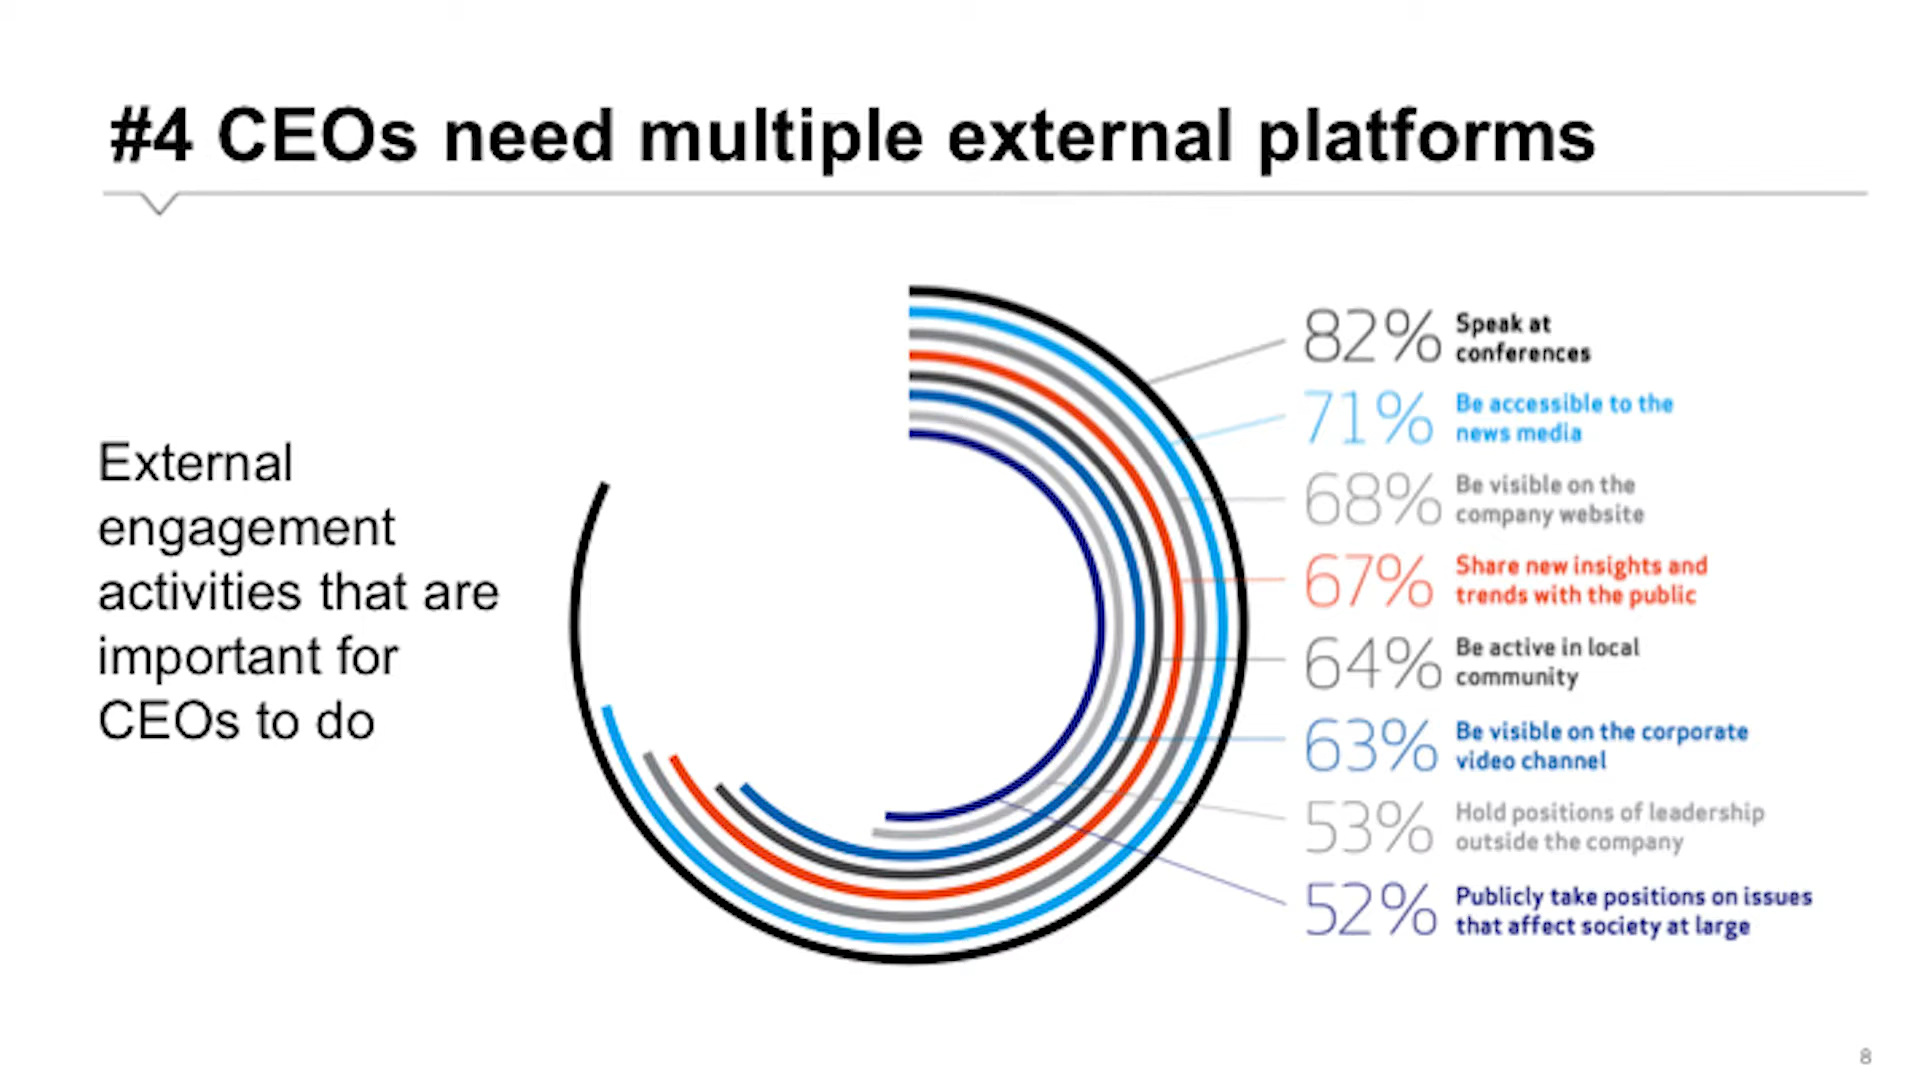 #4 CEOs need multiple external platforms
External
engagement
activities that are
important for
CEOs to do
82% Speak at
conferences
71% Be accessible to the
news media
68% Be visible on the
company website
67% Share new insights and
trends with the public
64% Be active in local
community
63% Be visible on the corporate
video channel
53% Hold positions of leadership
outside the company
52% Publicly take positions on issues
that affect society at large
8